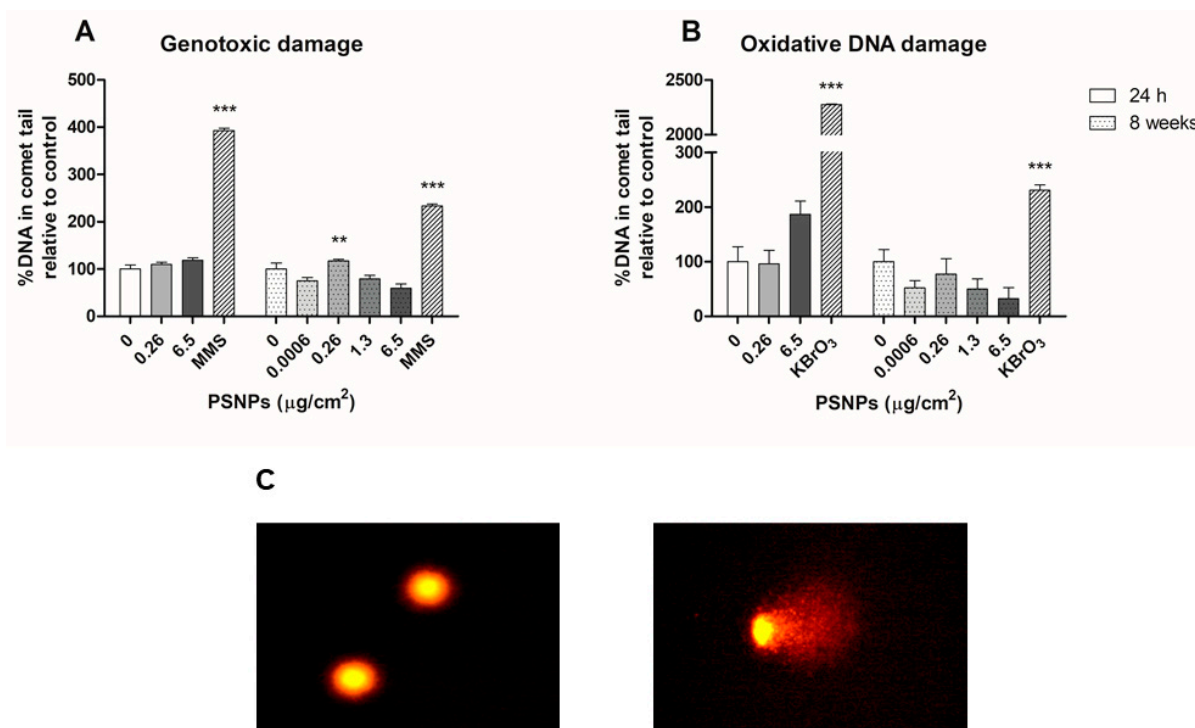 A
Genotoxic damage
%DNA in comet tail
relative to control
500
400
300
200
100
0
***
**
***
0
0.26
6.5
MMS
0
0.0006
0.26
1.3
6.5
MMS
PSNPs (μg/cm²)
B
Oxidative DNA damage
%DNA in comet tail
relative to control
2500
2000
300
200
100
0
***
***
0
0.26
6.5
KBrO₃
0
0.0006
0.26
1.3
6.5
KBrO₃
PSNPs (μg/cm²)
24 h
8 weeks
C